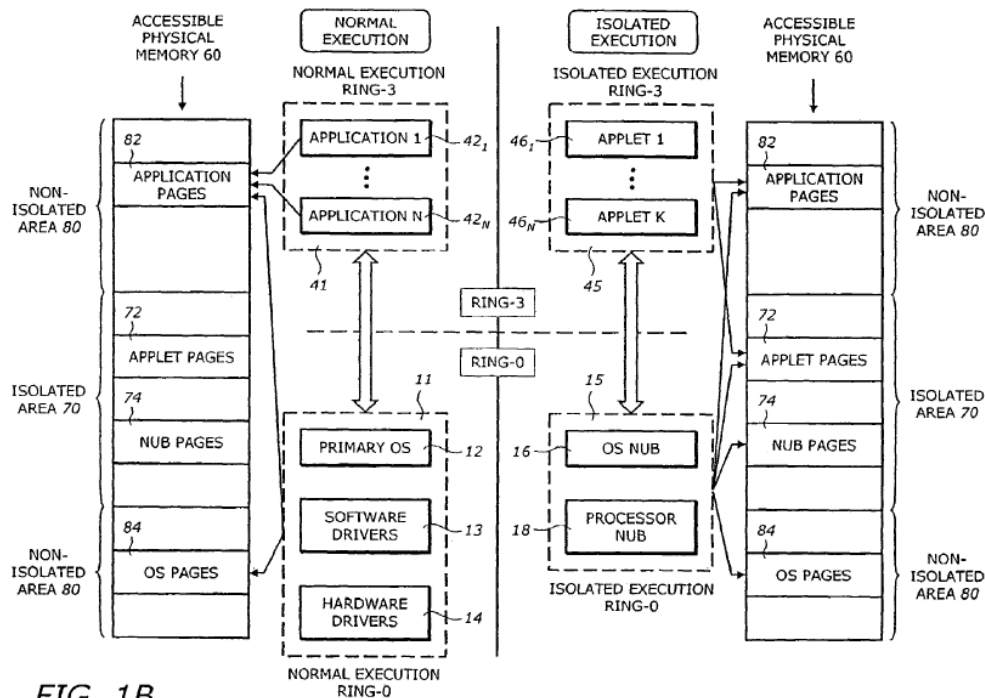 ACCESSIBLE
PHYSICAL
MEMORY 60
NORMAL
EXECUTION
ISOLATED
EXECUTION
ACCESSIBLE
PHYSICAL
MEMORY 60
NORMAL EXECUTION
RING-3
ISOLATED EXECUTION
RING-3
82
APPLICATION
PAGES
NON-
ISOLATED
AREA 80
APPLICATION 1
42₁
APPLICATION N
42N
41
46₁
APPLET 1
46N
APPLET K
45
82
APPLICATION
PAGES
NON-
ISOLATED
AREA 80
RING-3
RING-0
72
APPLET PAGES
74
NUB PAGES
ISOLATED
AREA 70
72
APPLET PAGES
74
NUB PAGES
ISOLATED
AREA 70
11
PRIMARY OS
12
SOFTWARE
DRIVERS
13
HARDWARE
DRIVERS
14
NORMAL EXECUTION
RING-0
15
16
OS NUB
18
PROCESSOR
NUB
ISOLATED EXECUTION
RING-0
84
OS PAGES
NON-
ISOLATED
AREA 80
84
OS PAGES
NON-
ISOLATED
AREA 80
FIG. 1B